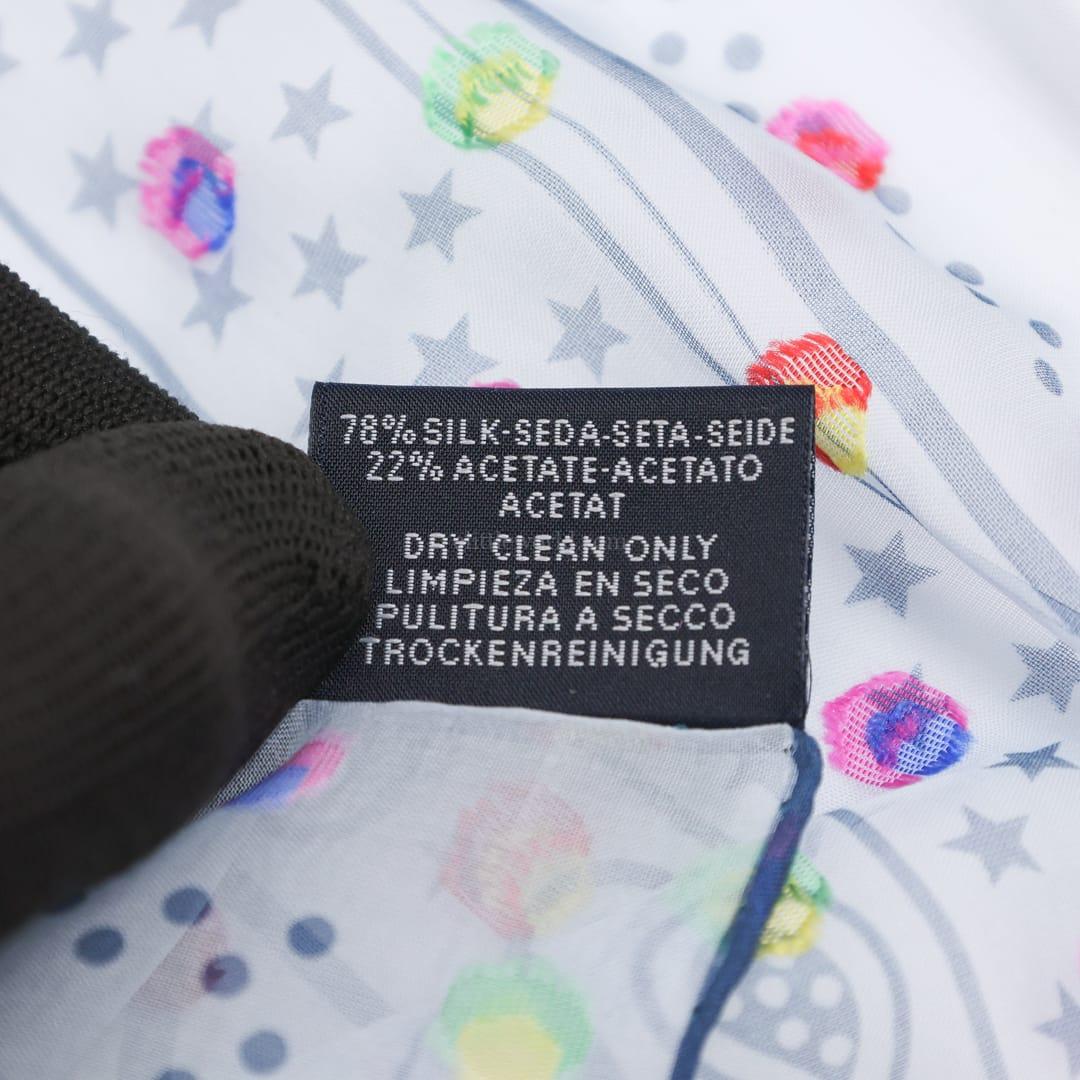 78% SILK-SEDA-SETA-SEIDE
22% ACETATE-ACETATO
ACETAT
DRY CLEAN ONLY
LIMPIEZA EN SECO
PULITURA A SECCO
TROCKENREINIGUNG